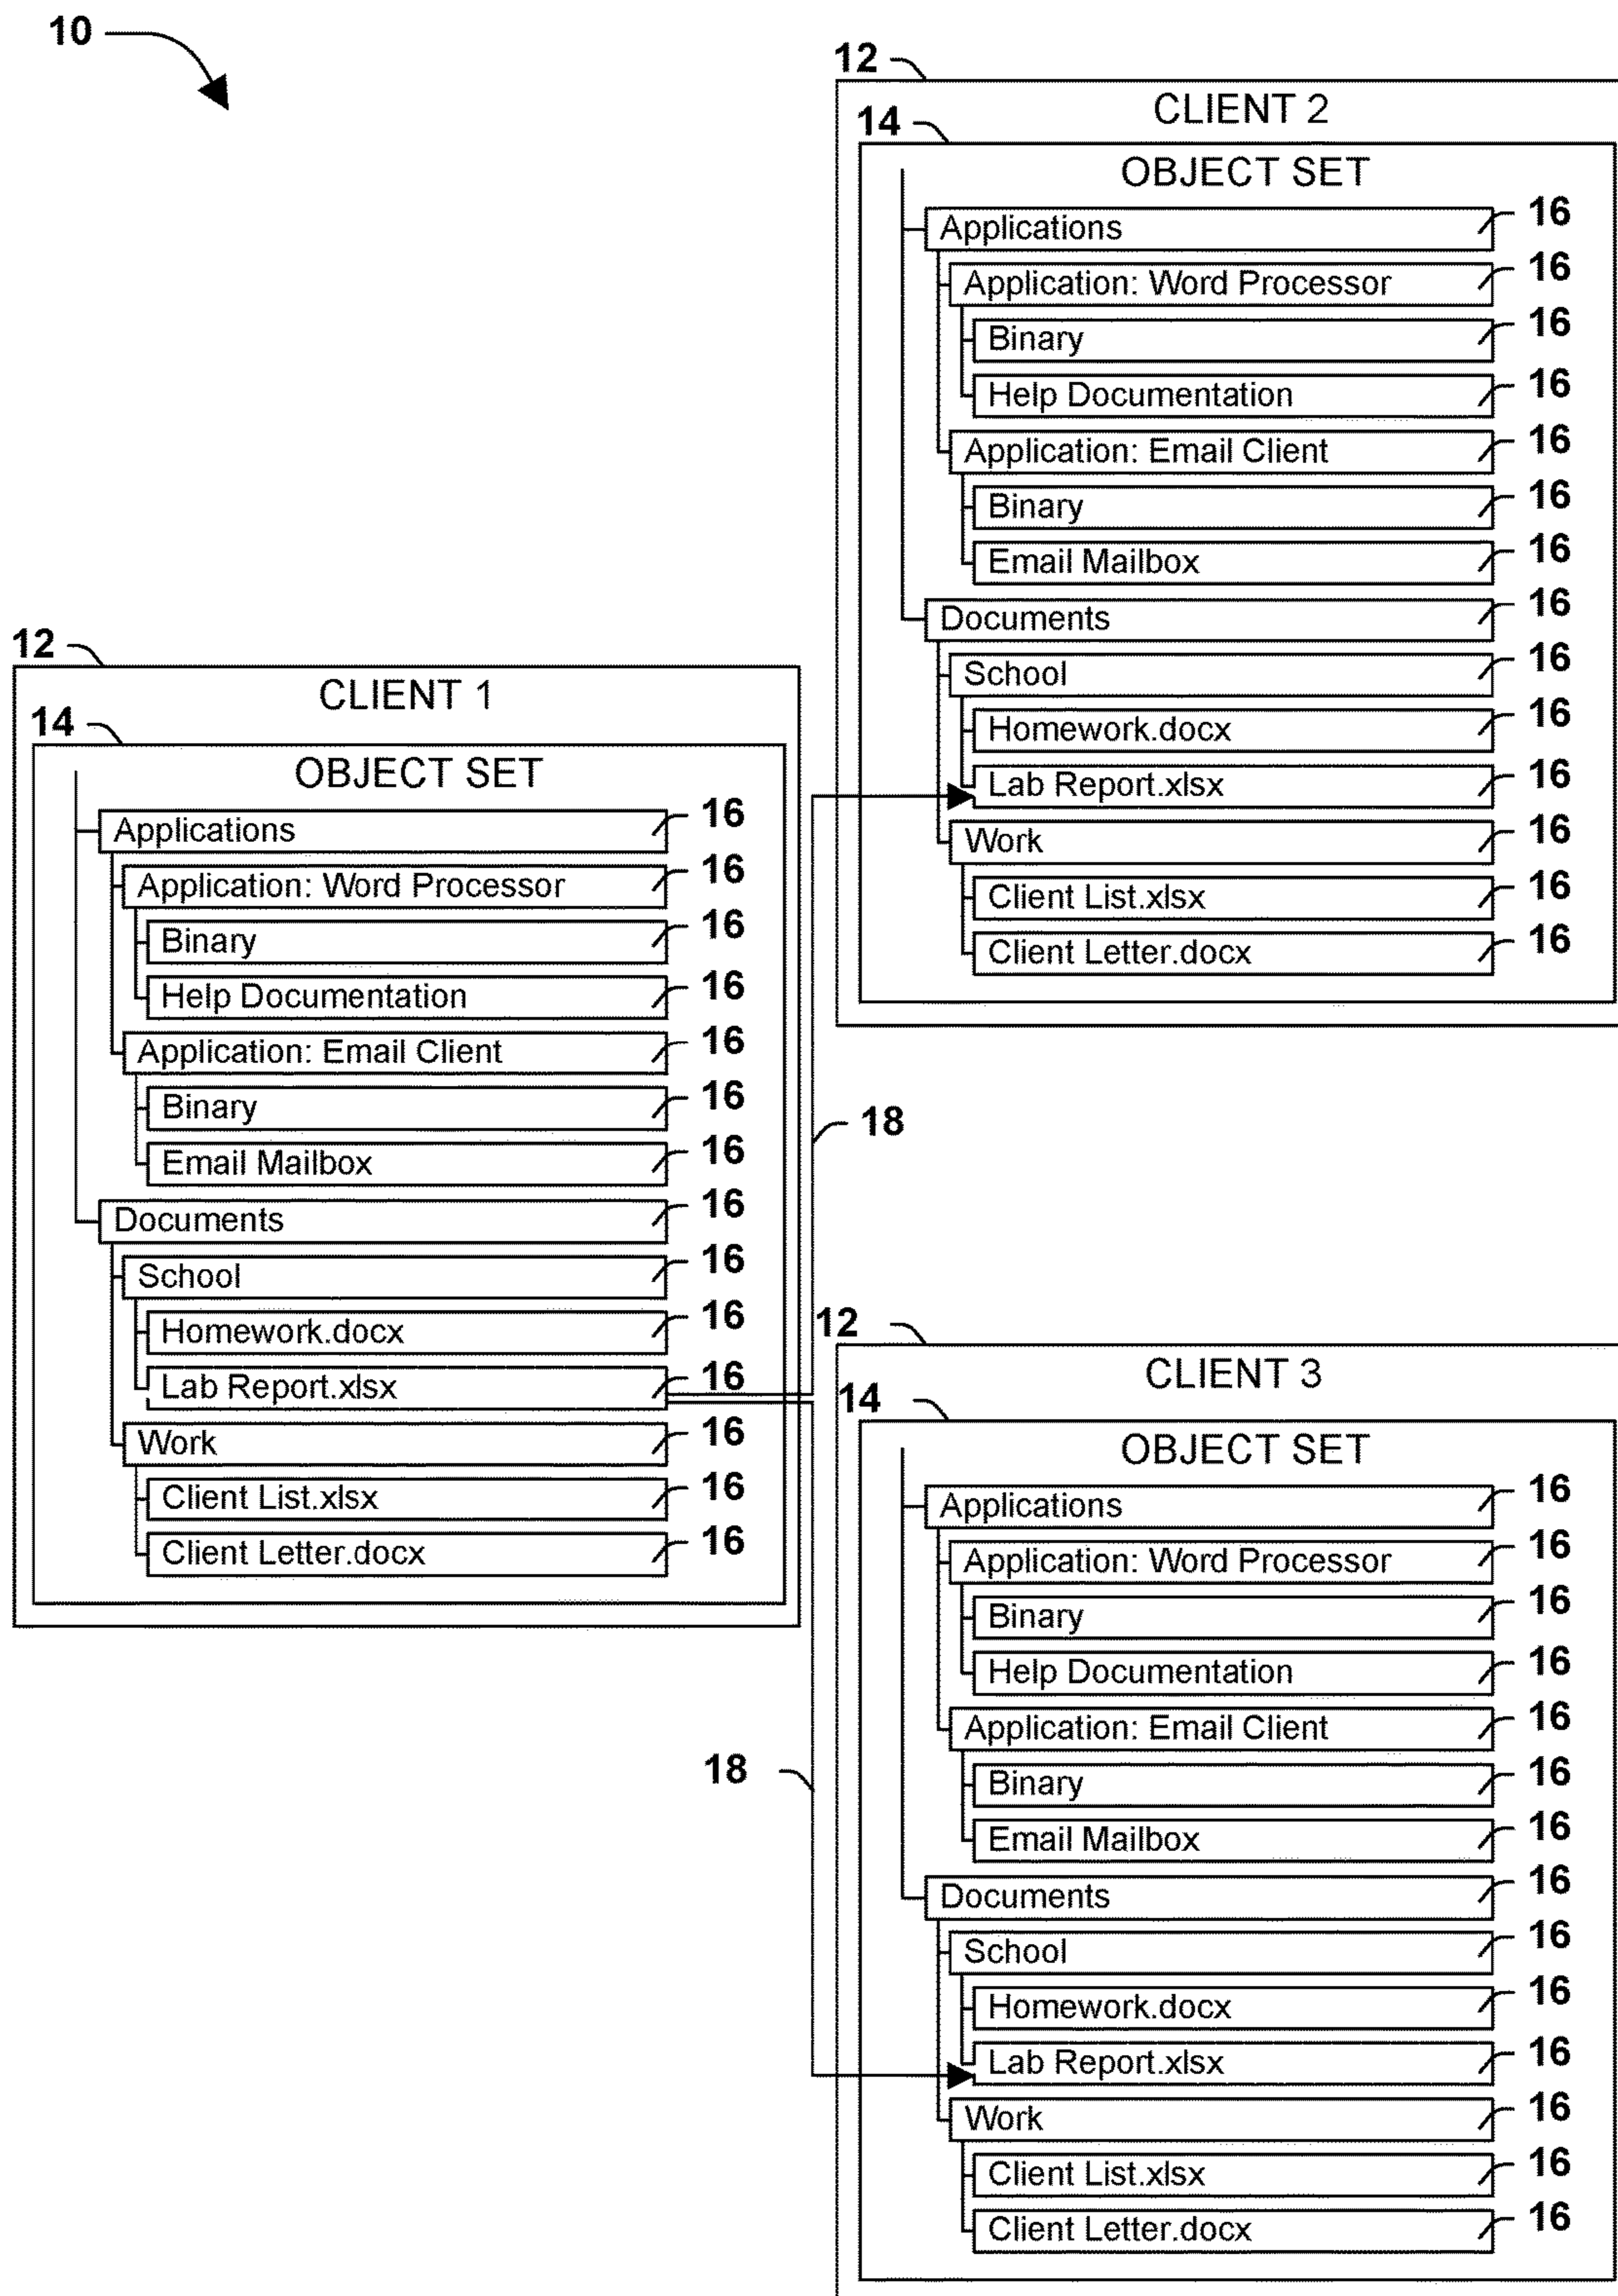 10
12
CLIENT 1
14
OBJECT SET
Applications 16
Application: Word Processor 16
Binary 16
Help Documentation 16
Application: Email Client 16
Binary 16
Email Mailbox 16
Documents 16
School 16
Homework.docx 16
Lab Report.xlsx 16
Work 16
Client List.xlsx 16
Client Letter.docx 16
18
18
12
CLIENT 2
14
OBJECT SET
Applications 16
Application: Word Processor 16
Binary 16
Help Documentation 16
Application: Email Client 16
Binary 16
Email Mailbox 16
Documents 16
School 16
Homework.docx 16
Lab Report.xlsx 16
Work 16
Client List.xlsx 16
Client Letter.docx 16
12
CLIENT 3
14
OBJECT SET
Applications 16
Application: Word Processor 16
Binary 16
Help Documentation 16
Application: Email Client 16
Binary 16
Email Mailbox 16
Documents 16
School 16
Homework.docx 16
Lab Report.xlsx 16
Work 16
Client List.xlsx 16
Client Letter.docx 16